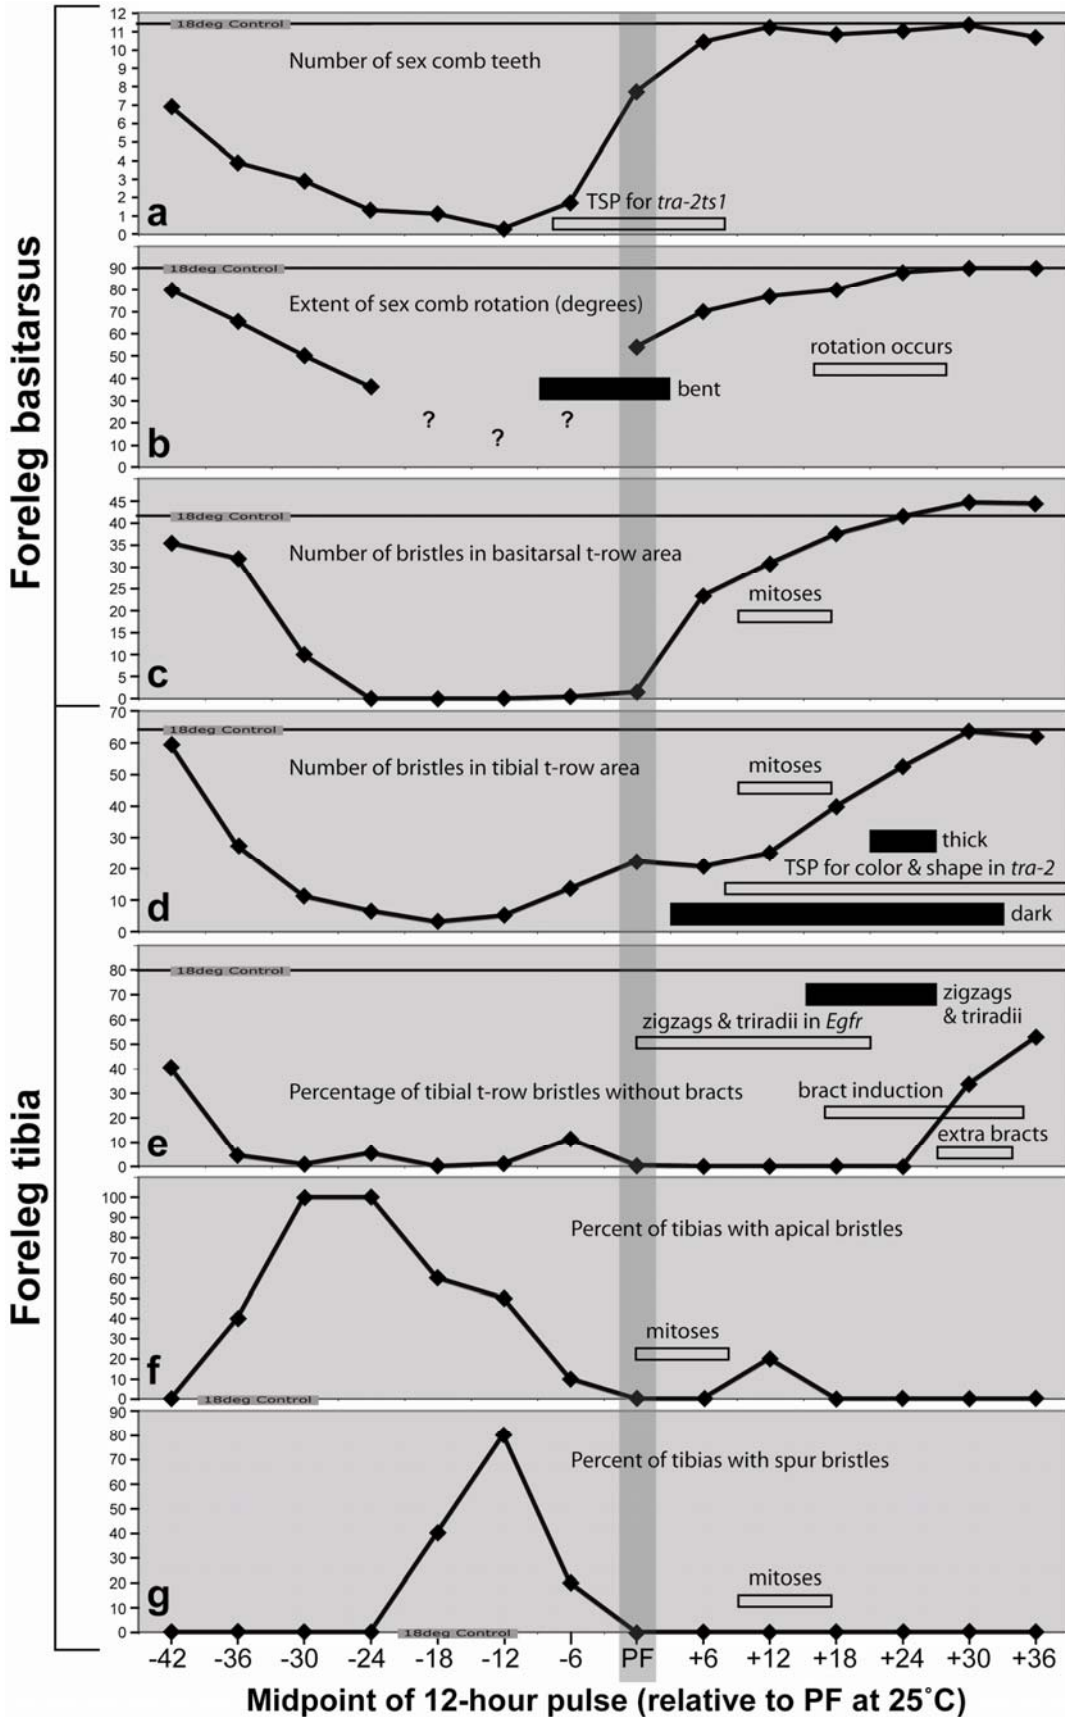 Foreleg basitarsus
Foreleg tibia
12
11
10
9
8
7
6
5
4
3
2
1
0
18deg Control
Number of sex comb teeth
TSP for tra-2ts1
a
90
80
70
60
50
40
30
20
10
0
18deg Control
Extent of sex comb rotation (degrees)
rotation occurs
bent
? ? ?
b
45
40
35
30
25
20
15
10
5
0
18deg Control
Number of bristles in basitarsal t-row area
mitoses
c
70
60
50
40
30
20
10
0
18deg Control
Number of bristles in tibial t-row area
mitoses
thick
TSP for color & shape in tra-2
dark
d
80
70
60
50
40
30
20
10
0
18deg Control
zigzags
& triradii
zigzags & triradii in Egfr
Percentage of tibial t-row bristles without bracts
bract induction
extra bracts
e
100
90
80
70
60
50
40
30
20
10
0
Percent of tibias with apical bristles
mitoses
f
18deg Control
90
80
70
60
50
40
30
20
10
0
Percent of tibias with spur bristles
mitoses
g
18deg Control
-42 -36 -30 -24 -18 -12 -6 PF +6 +12 +18 +24 +30 +36
Midpoint of 12-hour pulse (relative to PF at 25˚C)